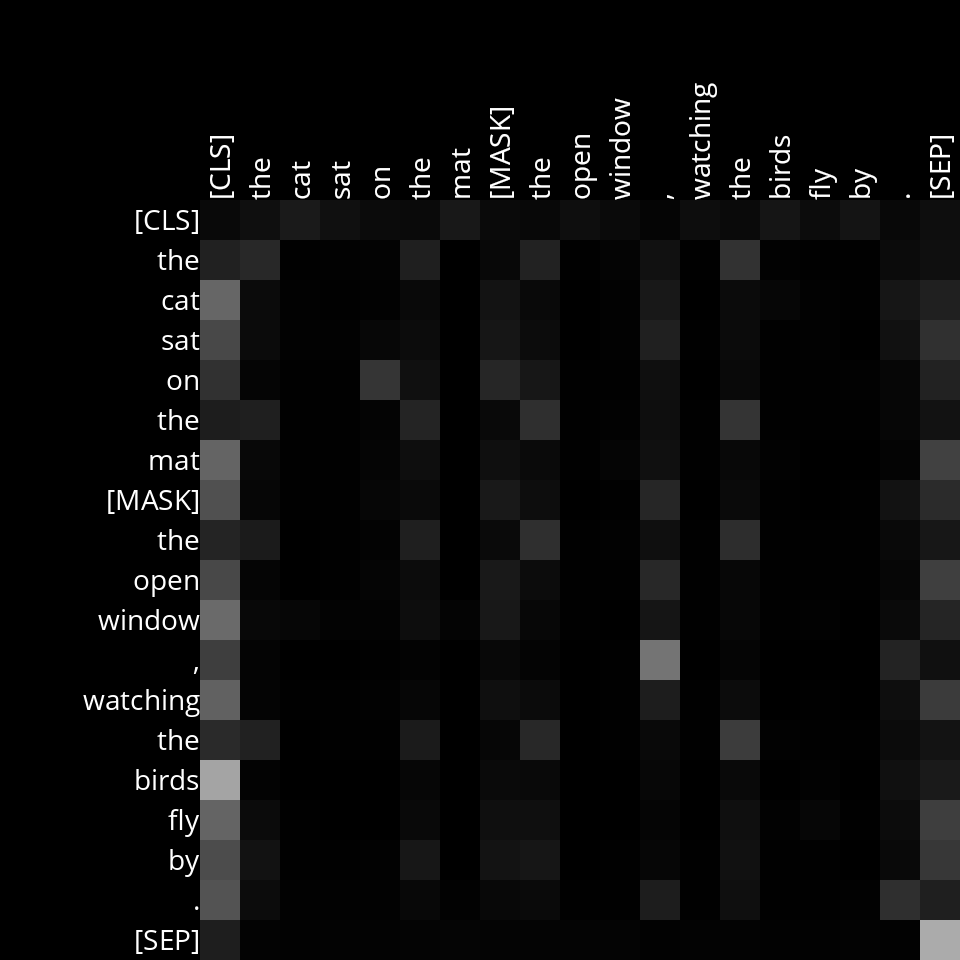 [CLS] the cat sat on the mat [MASK] the open window , watching the birds fly by . [SEP]
[CLS]
the
cat
sat
on
the
mat
[MASK]
the
open
window
,
watching
the
birds
fly
by
.
[SEP]